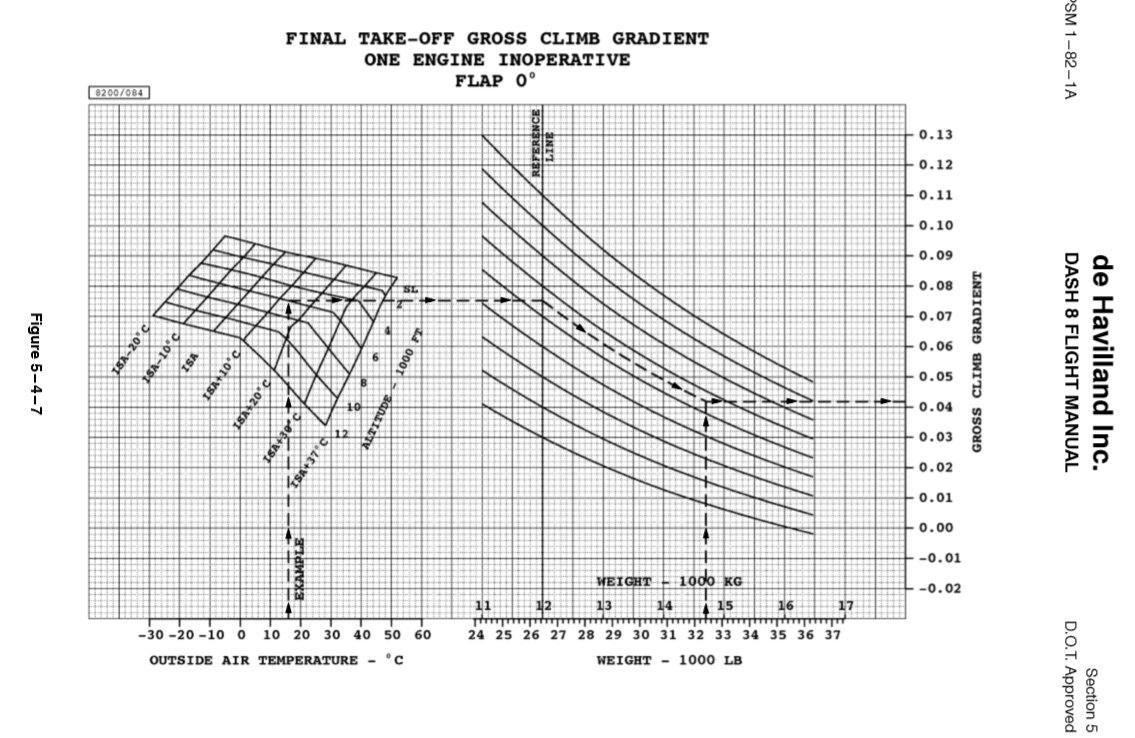 PSM 1-82-1A
de Havilland Inc.
DASH 8 FLIGHT MANUAL
Section 5
D.O.T. Approved
FINAL TAKE-OFF GROSS CLIMB GRADIENT
ONE ENGINE INOPERATIVE
FLAP 0°
8200/084
REFERENCE
LINE
0.13
0.12
0.11
0.10
0.09
0.08
0.07
0.06
0.05
0.04
0.03
0.02
0.01
0.00
-0.01
-0.02
GROSS CLIMB GRADIENT
SL
2
4
6
8
10
12
ALTITUDE - 1000 FT
ISA-20°C
ISA-10°C
ISA
ISA+10°C
ISA+20°C
ISA+30°C
ISA+37°C
EXAMPLE
WEIGHT - 1000 KG
11 12 13 14 15 16 17
-30 -20 -10 0 10 20 30 40 50 60
24 25 26 27 28 29 30 31 32 33 34 35 36 37
OUTSIDE AIR TEMPERATURE - °C
WEIGHT - 1000 LB
Figure 5-4-7